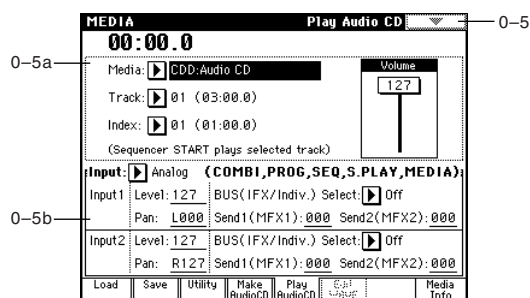 MEDIA Play Audio CD
0–5
00:00.0
0–5a
Media: CDD:Audio CD
Volume
127
Track: 01 (03:00.0)
Index: 01 (01:00.0)
(Sequencer START plays selected track)
Input: Analog (COMBI,PROG,SEQ,S.PLAY,MEDIA)
0–5b
Input1 Level: 127 BUS(IFX/Indiv.) Select: Off
Pan: L000 Send1(MFX1): 000 Send2(MFX2): 000
Input2 Level: 127 BUS(IFX/Indiv.) Select: Off
Pan: R127 Send1(MFX1): 000 Send2(MFX2): 000
Load Save Utility Make AudioCD Play AudioCD Edit Media Info